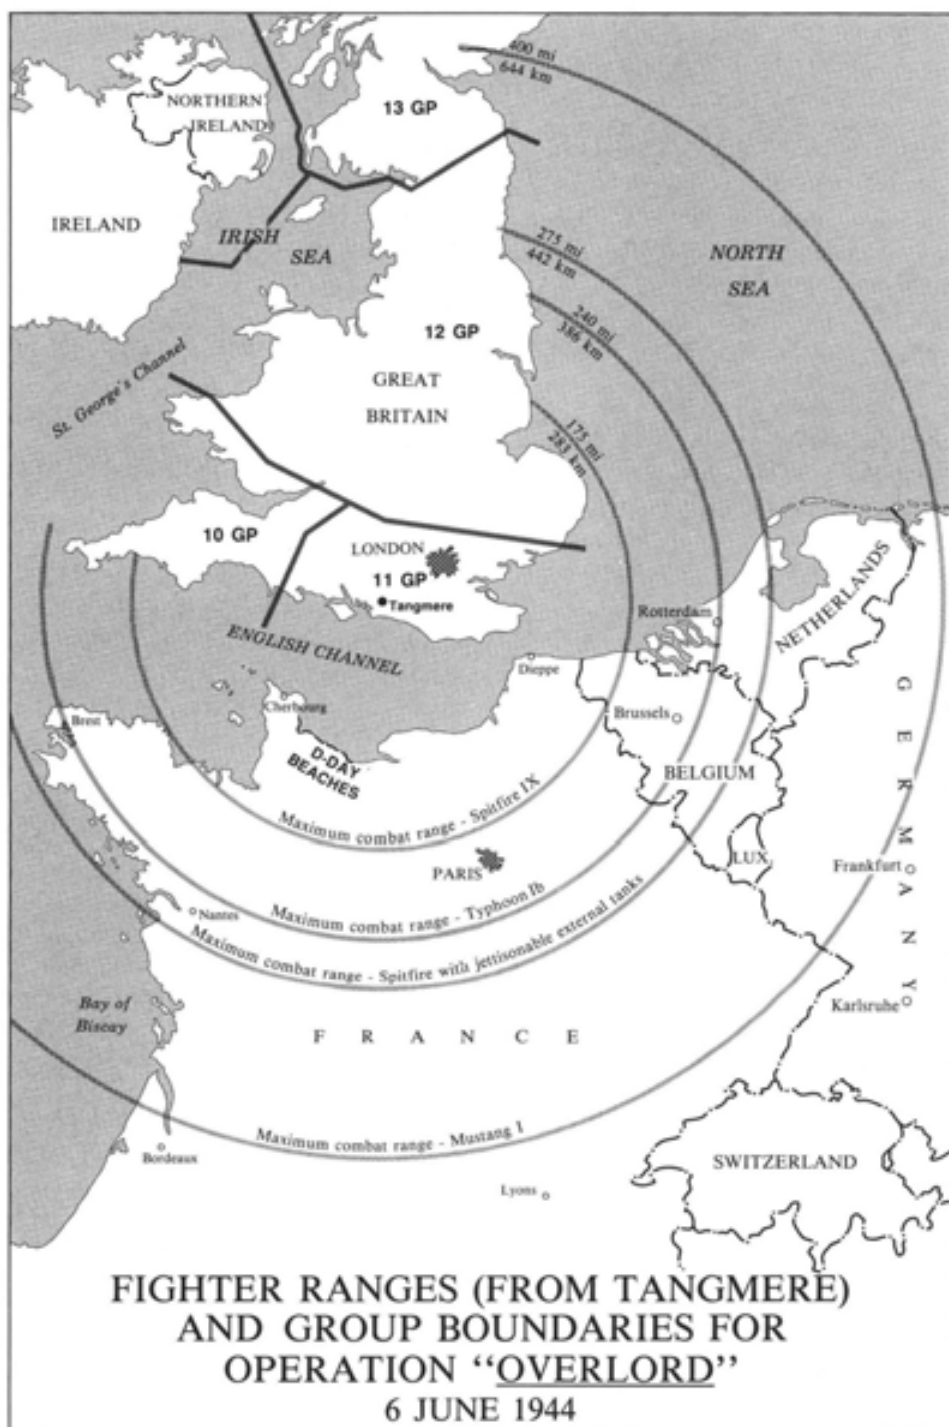 400 mi
644 km
13 GP
NORTHERN
IRELAND
IRELAND
IRISH
SEA
275 mi
442 km
NORTH
SEA
240 mi
386 km
12 GP
St. George's Channel
GREAT
BRITAIN
175 mi
283 km
10 GP
LONDON
11 GP
Tangmere
NETHERLANDS
Rotterdam
ENGLISH CHANNEL
Dieppe
GERMANY
Cherbourg
Brussels
Brest
D-DAY
BEACHES
BELGIUM
Maximum combat range - Spitfire IX
LUX.
PARIS
Frankfurt
Maximum combat range - Typhoon Ib
Nantes
Maximum combat range - Spitfire with jettisonable external tanks
Bay of
Biscay
Karlsruhe
FRANCE
Maximum combat range - Mustang I
Bordeaux
SWITZERLAND
Lyons
FIGHTER RANGES (FROM TANGMERE)
AND GROUP BOUNDARIES FOR
OPERATION "OVERLORD"
6 JUNE 1944